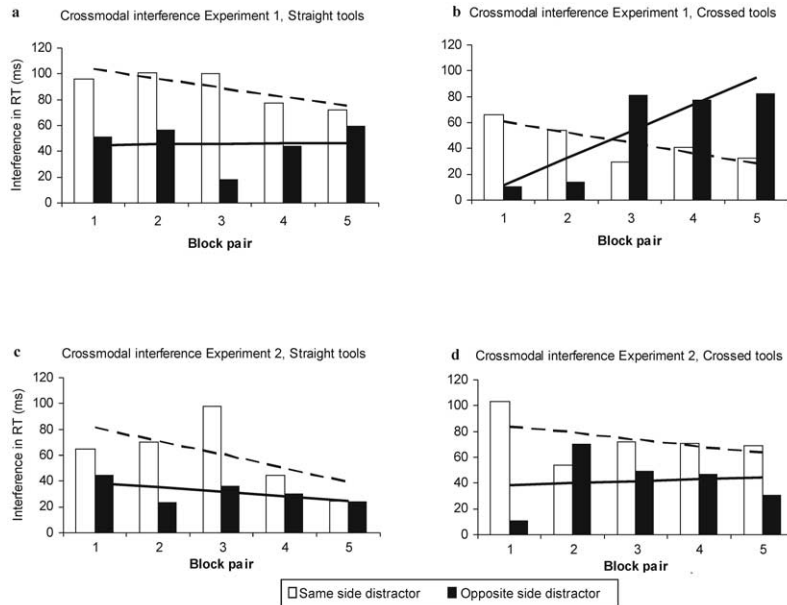 a Crossmodal interference Experiment 1, Straight tools
Interference in RT (ms)
120
100
80
60
40
20
0
1 2 3 4 5
Block pair
b Crossmodal interference Experiment 1, Crossed tools
120
100
80
60
40
20
0
1 2 3 4 5
Block pair
c Crossmodal interference Experiment 2, Straight tools
Interference in RT (ms)
120
100
80
60
40
20
0
1 2 3 4 5
Block pair
d Crossmodal interference Experiment 2, Crossed tools
120
100
80
60
40
20
0
1 2 3 4 5
Block pair
Same side distractor Opposite side distractor